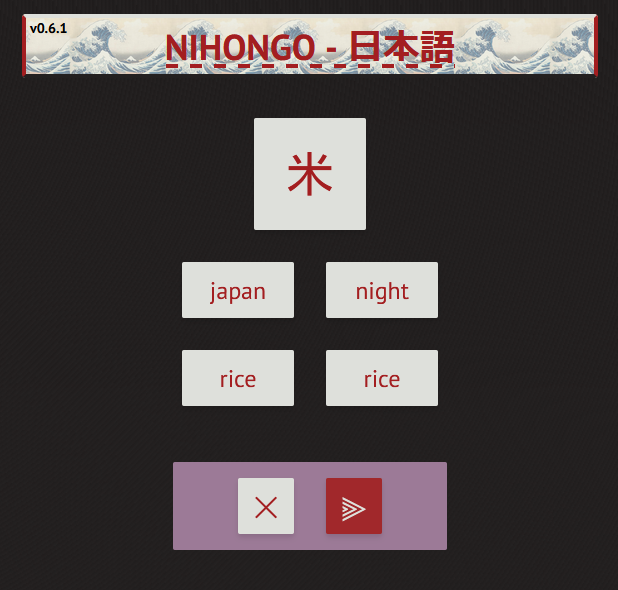 v0.6.1
NIHONGO - 日本語
米
japan night
rice rice